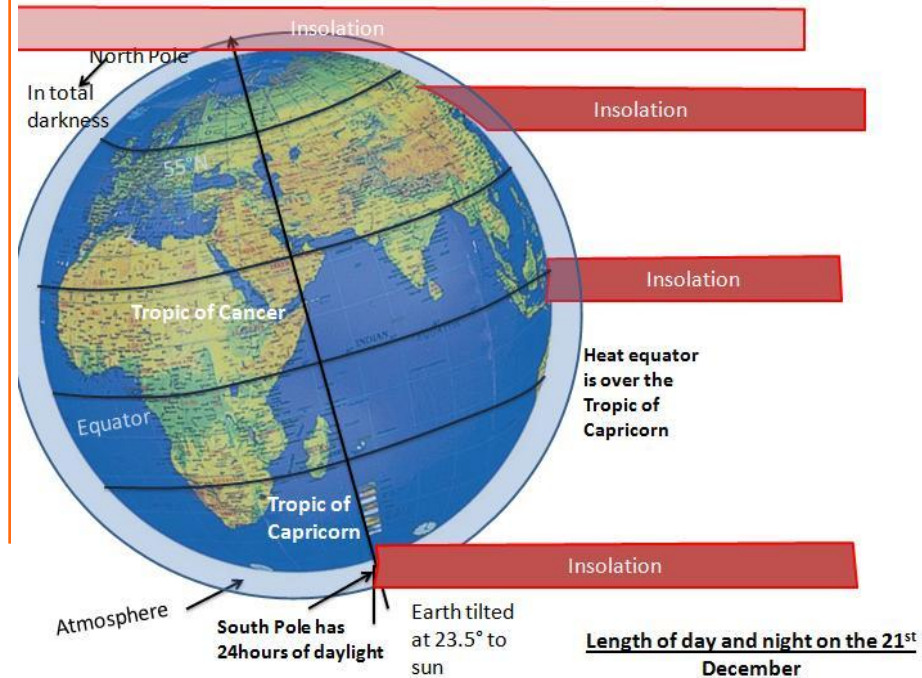 Insolation
North Pole
In total
darkness
Insolation
55°N
Insolation
Tropic of Cancer
INDIAN
Heat equator
is over the
Tropic of
Capricorn
Equator
Tropic of
Capricorn
Insolation
Atmosphere
South Pole has
24hours of daylight
Earth tilted
at 23.5° to
sun
Length of day and night on the 21st
December